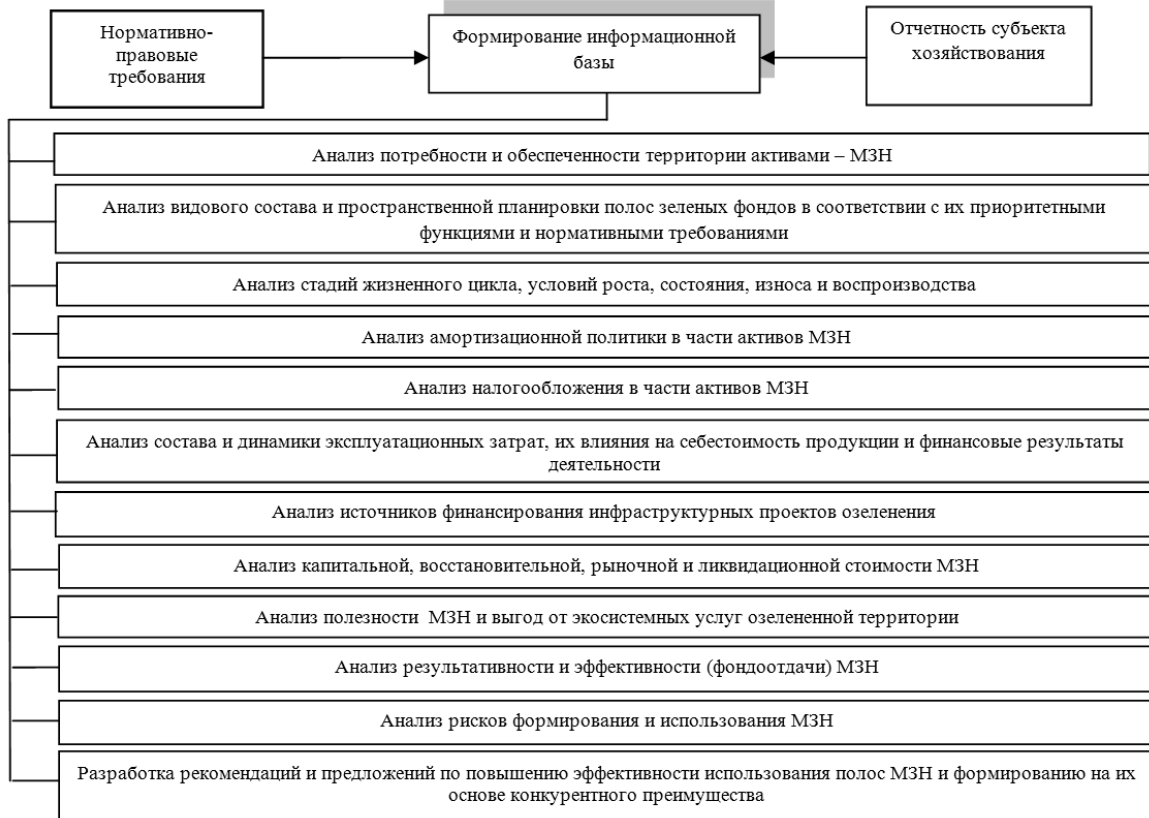 Нормативно-
правовые
требования
Формирование информационной
базы
Отчетность субъекта
хозяйствования
Анализ потребности и обеспеченности территории активами – МЗН
Анализ видового состава и пространственной планировки полос зеленых фондов в соответствии с их приоритетными
функциями и нормативными требованиями
Анализ стадий жизненного цикла, условий роста, состояния, износа и воспроизводства
Анализ амортизационной политики в части активов МЗН
Анализ налогообложения в части активов МЗН
Анализ состава и динамики эксплуатационных затрат, их влияния на себестоимость продукции и финансовые результаты
деятельности
Анализ источников финансирования инфраструктурных проектов озеленения
Анализ капитальной, восстановительной, рыночной и ликвидационной стоимости МЗН
Анализ полезности МЗН и выгод от экосистемных услуг озелененной территории
Анализ результативности и эффективности (фондоотдачи) МЗН
Анализ рисков формирования и использования МЗН
Разработка рекомендаций и предложений по повышению эффективности использования полос МЗН и формированию на их
основе конкурентного преимущества